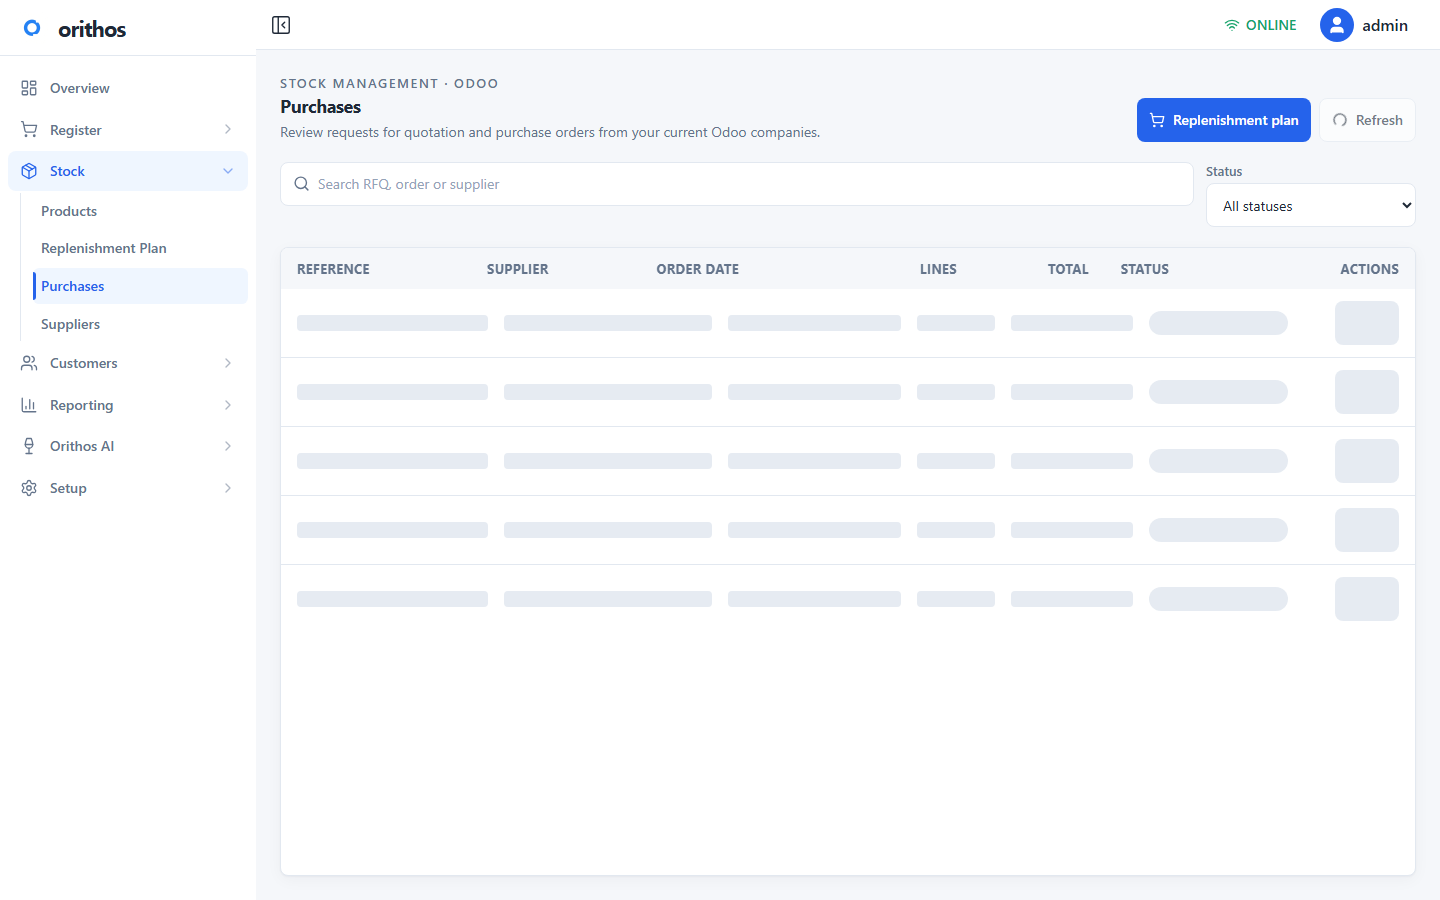 orithos
ONLINE
admin
Overview
Register
Stock
Products
Replenishment Plan
Purchases
Suppliers
Customers
Reporting
Orithos AI
Setup
STOCK MANAGEMENT · ODOO
Purchases
Review requests for quotation and purchase orders from your current Odoo companies.
Replenishment plan
Refresh
Search RFQ, order or supplier
Status
All statuses
REFERENCE SUPPLIER ORDER DATE LINES TOTAL STATUS ACTIONS